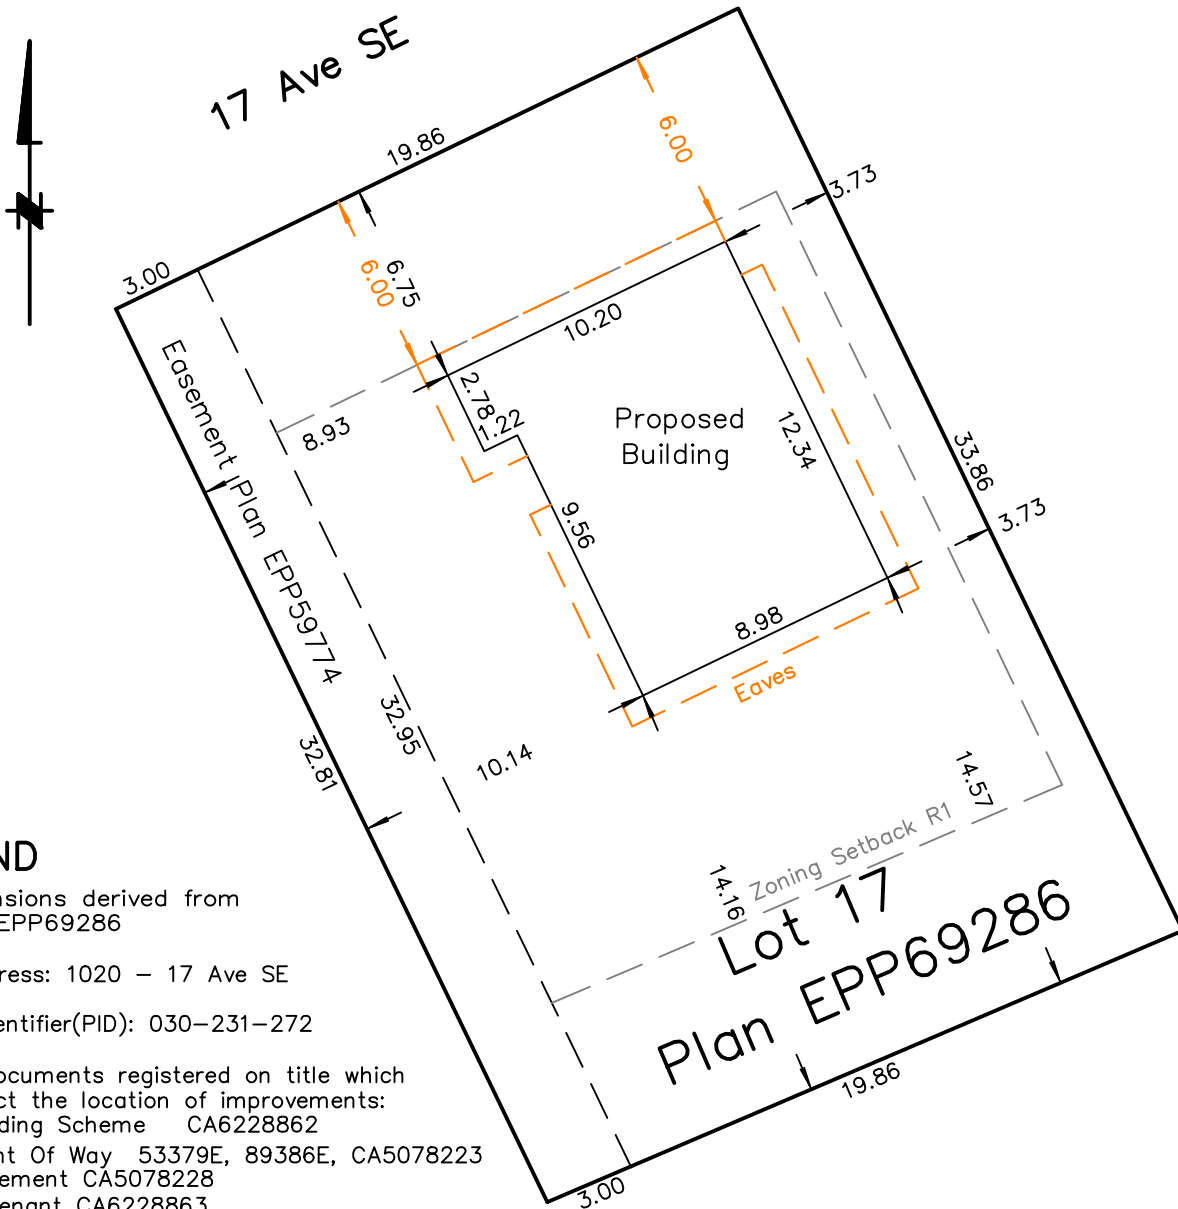 17 Ave SE
19.86
3.00
6.00
3.73
6.00
6.75
10.20
2.78
1.22
8.93
Proposed
Building
12.34
33.86
3.73
Easement Plan EPP59774
9.56
8.98
Eaves
32.95
32.81
10.14
14.57
Zoning Setback R1
14.16
Lot 17
Plan EPP69286
19.86
3.00
N
ND
nsions derived from
EPP69286
ress: 1020 - 17 Ave SE
entifier(PID): 030-231-272
ocuments registered on title which
ct the location of improvements:
ding Scheme CA6228862
nt Of Way 53379E, 89386E, CA5078223
ement CA5078228
enant CA6228863